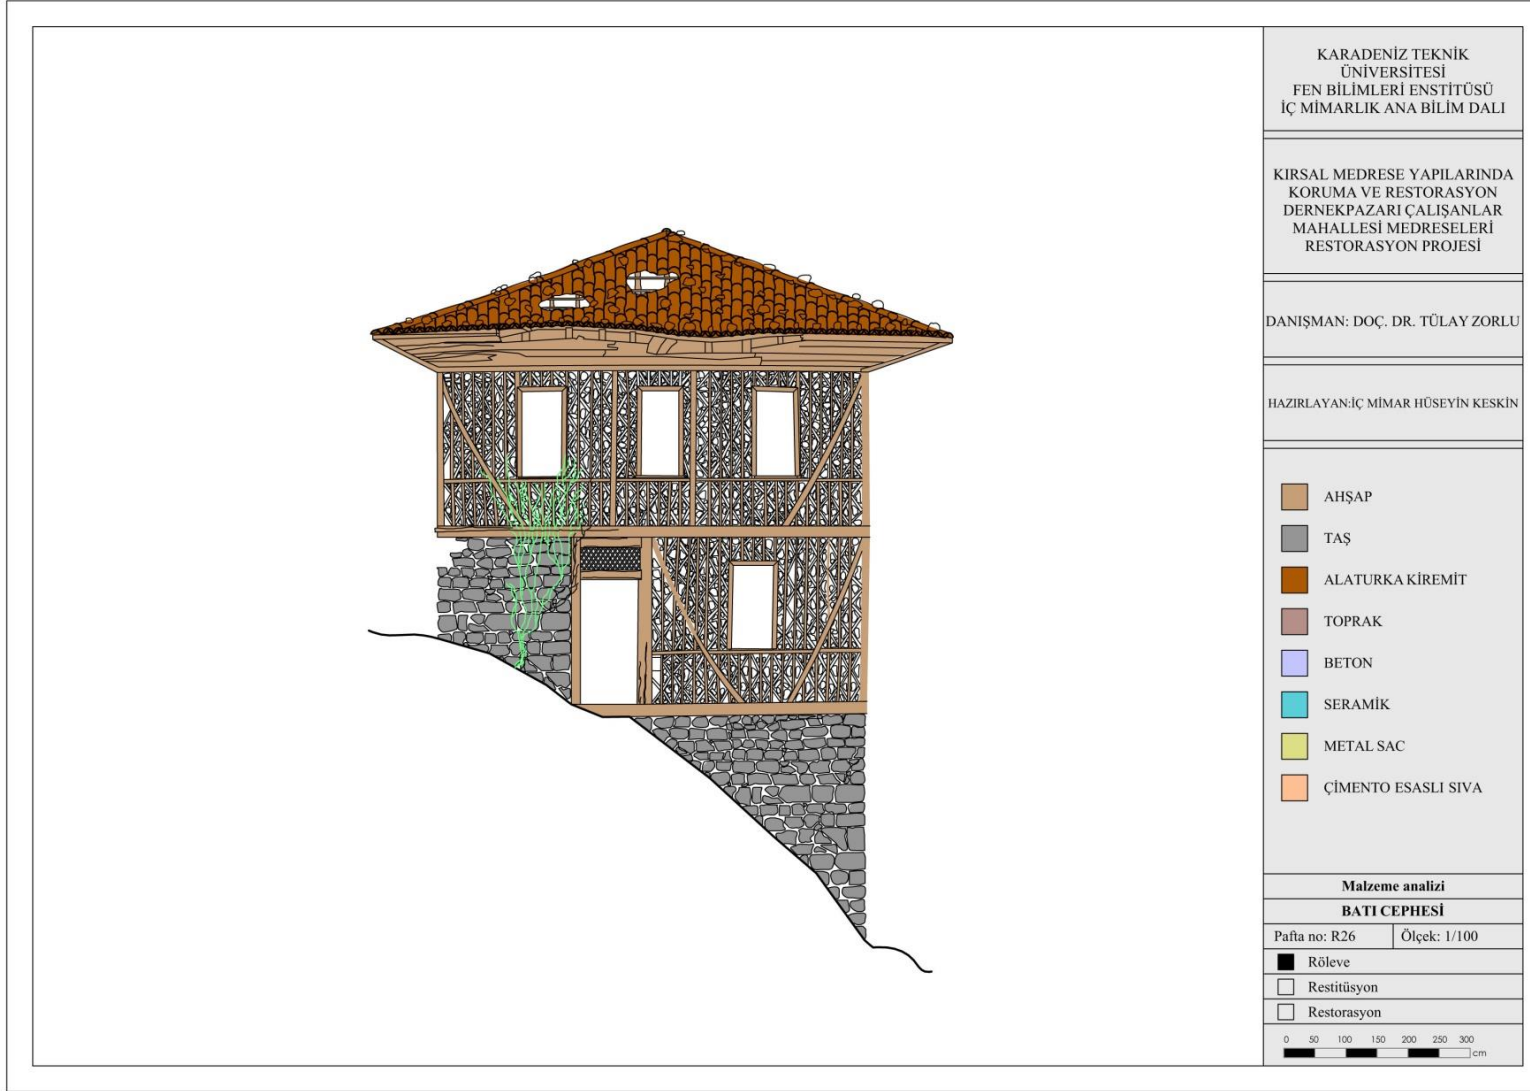 KARADENİZ TEKNİK
ÜNİVERSİTESİ
FEN BİLİMLERİ ENSTİTÜSÜ
İÇ MİMARLIK ANA BİLİM DALI
KIRSAL MEDRESE YAPILARINDA
KORUMA VE RESTORASYON
DERNEKPAZARI ÇALIŞANLAR
MAHALLESİ MEDRESELERİ
RESTORASYON PROJESİ
DANIŞMAN: DOÇ. DR. TÜLAY ZORLU
HAZIRLAYAN:İÇ MİMAR HÜSEYİN KESKİN
AHŞAP
TAŞ
ALATURKA KİREMİT
TOPRAK
BETON
SERAMİK
METAL SAC
ÇİMENTO ESASLI SIVA
Malzeme analizi
BATI CEPHESİ
Pafta no: R26 Ölçek: 1/100
Röleve
Restitüsyon
Restorasyon
0 50 100 150 200 250 300
cm